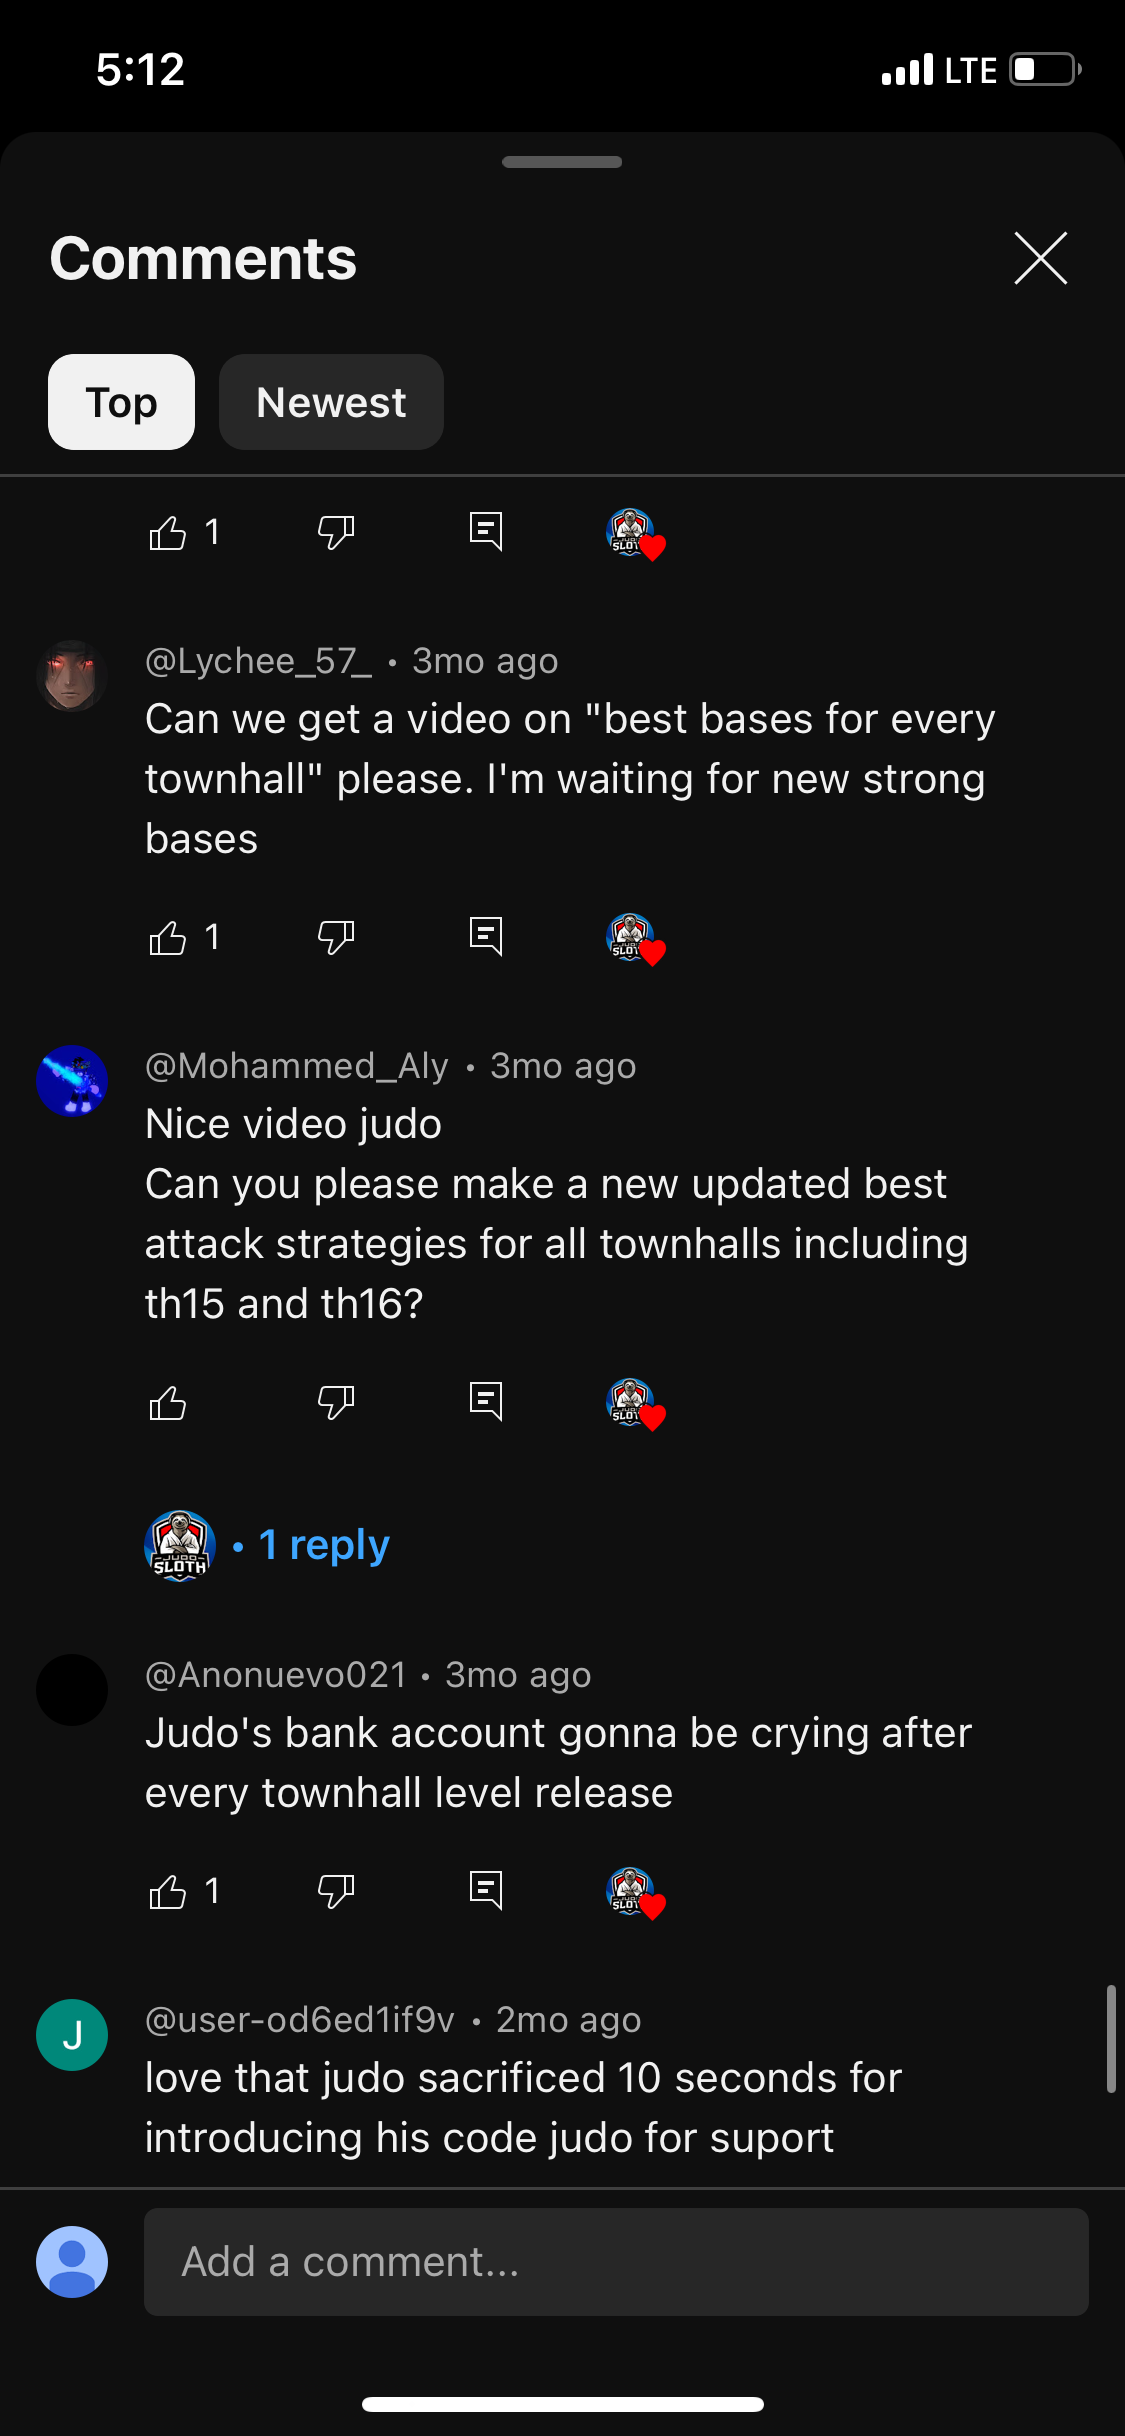 5:12
LTE
Comments
Top
Newest
1
@Lychee_57_ • 3mo ago
Can we get a video on "best bases for every
townhall" please. I'm waiting for new strong
bases
1
@Mohammed_Aly • 3mo ago
Nice video judo
Can you please make a new updated best
attack strategies for all townhalls including
th15 and th16?
JUDO
SLOTH
• 1 reply
@Anonuevo021 • 3mo ago
Judo's bank account gonna be crying after
every townhall level release
1
J
@user-od6ed1if9v • 2mo ago
love that judo sacrificed 10 seconds for
introducing his code judo for suport
Add a comment...